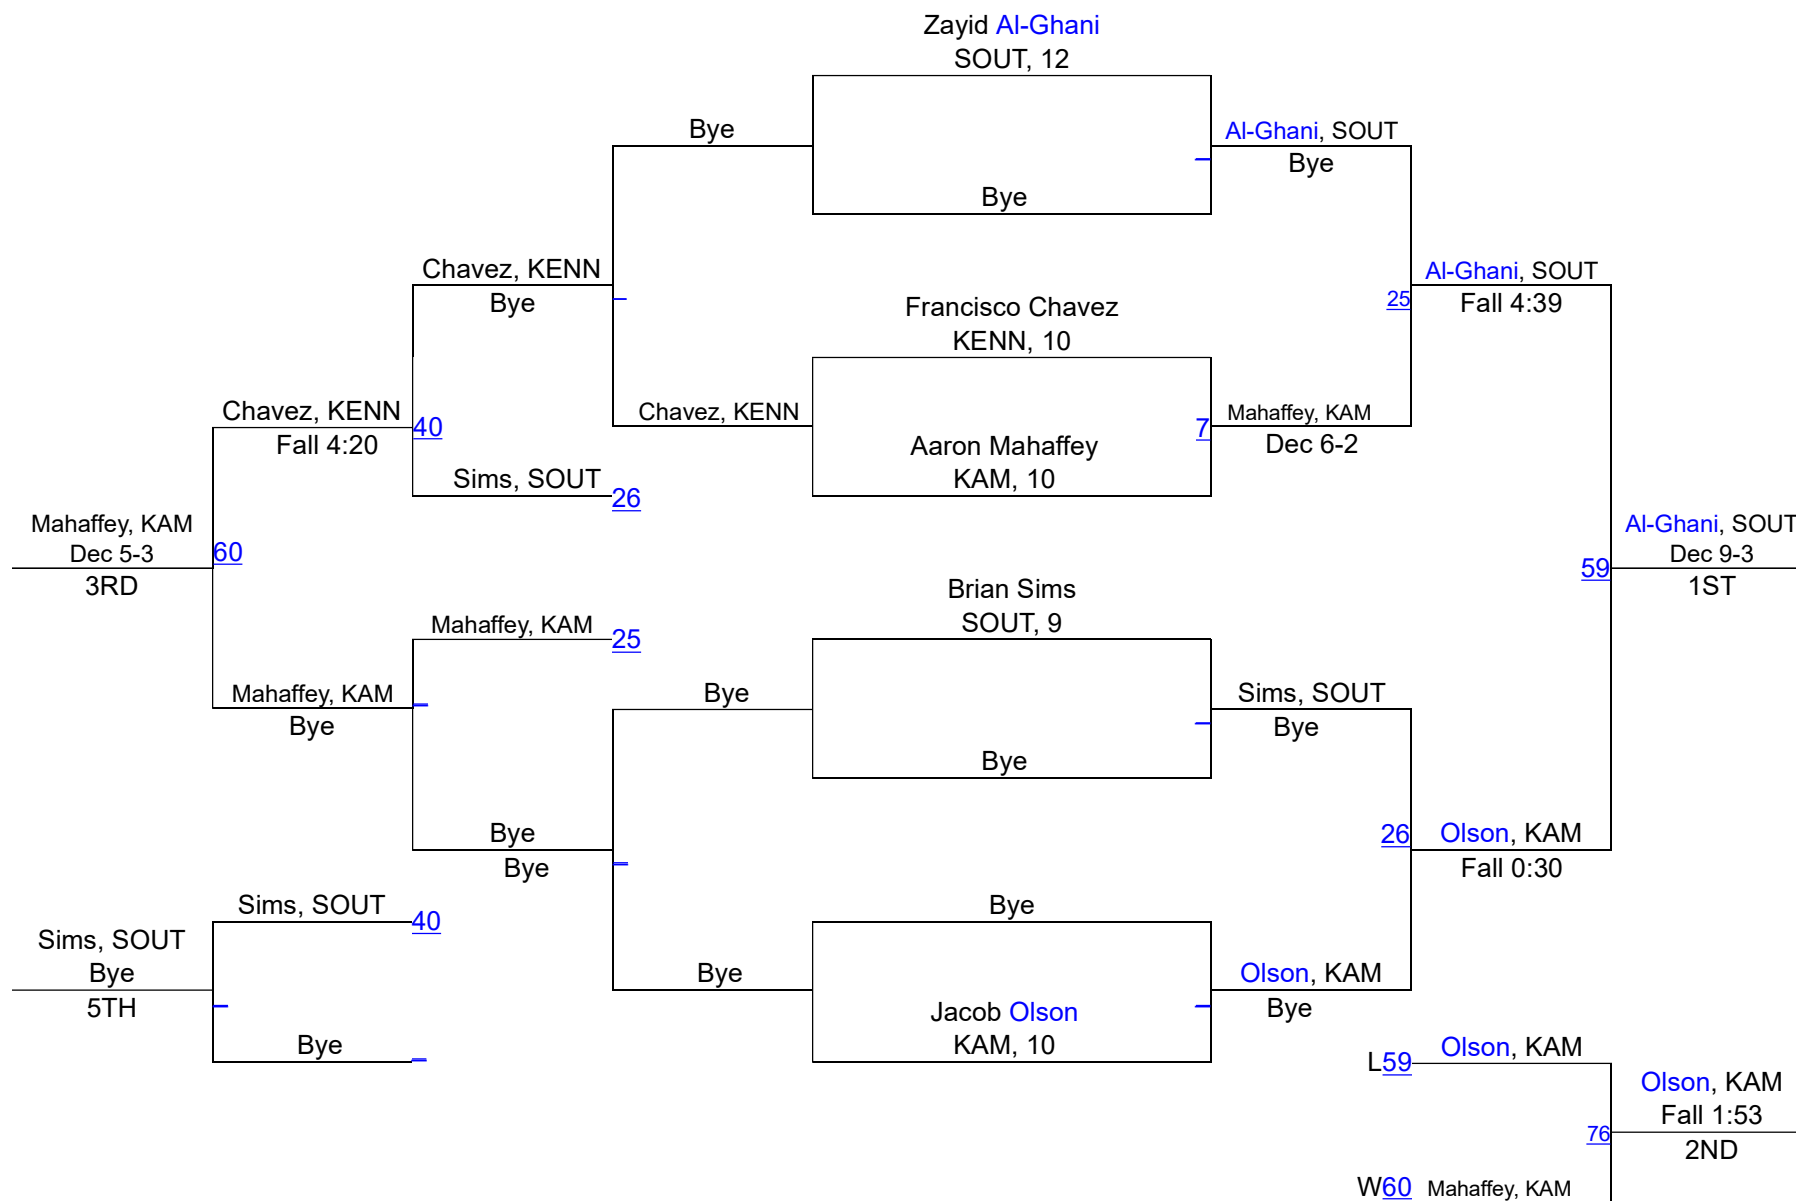 Zayid Al-Ghani
SOUT, 12
Bye
Al-Ghani, SOUT
Bye
Bye
Chavez, KENN
Bye
Francisco Chavez
KENN, 10
25
Al-Ghani, SOUT
Fall 4:39
Chavez, KENN
Fall 4:20
40
Chavez, KENN
Aaron Mahaffey
KAM, 10
7
Mahaffey, KAM
Dec 6-2
Sims, SOUT
26
Mahaffey, KAM
Dec 5-3
3RD
60
59
Al-Ghani, SOUT
Dec 9-3
1ST
Brian Sims
SOUT, 9
Mahaffey, KAM
25
Mahaffey, KAM
Bye
Bye
Sims, SOUT
Bye
Bye
Bye
Bye
26
Olson, KAM
Fall 0:30
Sims, SOUT
40
Bye
Sims, SOUT
Bye
5TH
Bye
Jacob Olson
KAM, 10
Olson, KAM
Bye
Bye
L59
Olson, KAM
76
Olson, KAM
Fall 1:53
2ND
W60
Mahaffey, KAM